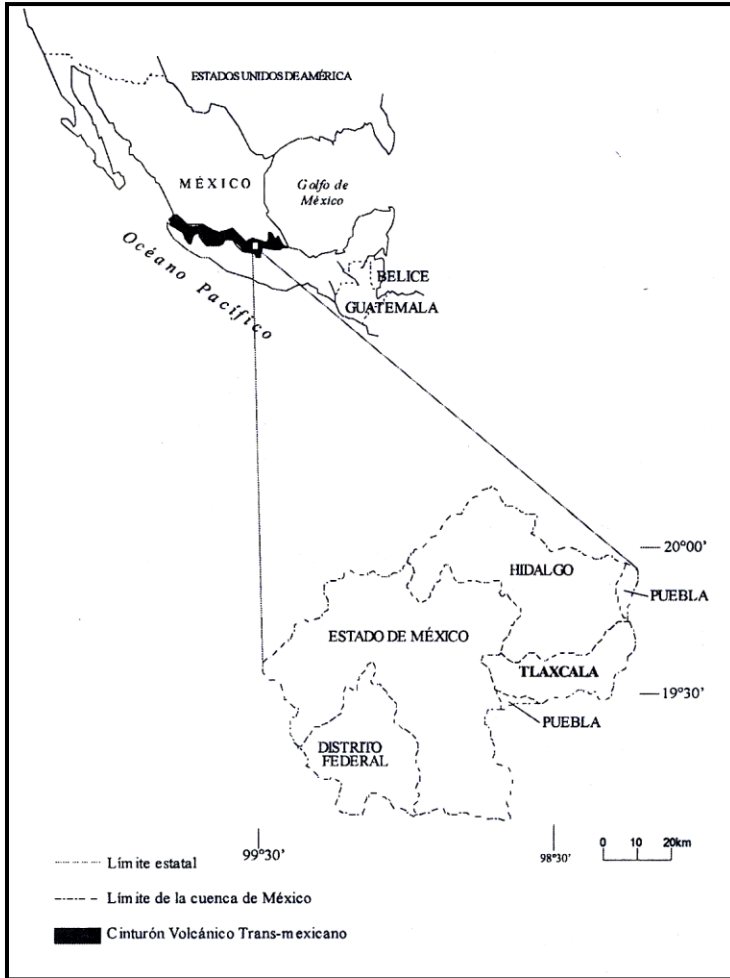 ESTADOS UNIDOS DE AMÉRICA
MÉXICO
Golfo de
México
Océano Pacífico
BELICE
GUATEMALA
20°00'
HIDALGO
PUEBLA
ESTADO DE MÉXICO
TLAXCALA
19°30'
PUEBLA
DISTRITO
FEDERAL
99°30'
98°30'
0 10 20km
Límite estatal
Límite de la cuenca de México
Cinturón Volcánico Trans-mexicano